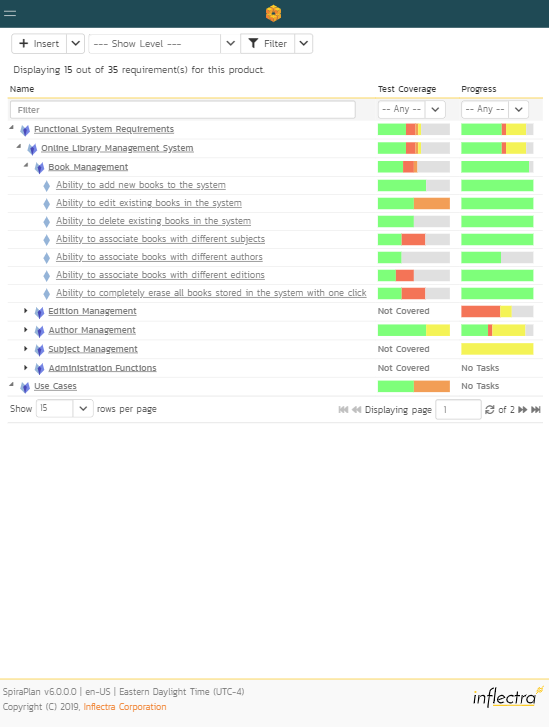 Insert
--- Show Level ---
Filter
Displaying 15 out of 35 requirement(s) for this product.
Name Test Coverage Progress
Filter -- Any -- -- Any --
Functional System Requirements
Online Library Management System
Book Management
Ability to add new books to the system
Ability to edit existing books in the system
Ability to delete existing books in the system
Ability to associate books with different subjects
Ability to associate books with different authors
Ability to associate books with different editions
Ability to completely erase all books stored in the system with one click
Edition Management Not Covered
Author Management
Subject Management Not Covered
Administration Functions Not Covered No Tasks
Use Cases No Tasks
Show 15 rows per page Displaying page 1 of 2
SpiraPlan v6.0.0.0 | en-US | Eastern Daylight Time (UTC-4)
Copyright (C) 2019, Inflectra Corporation
inflectra